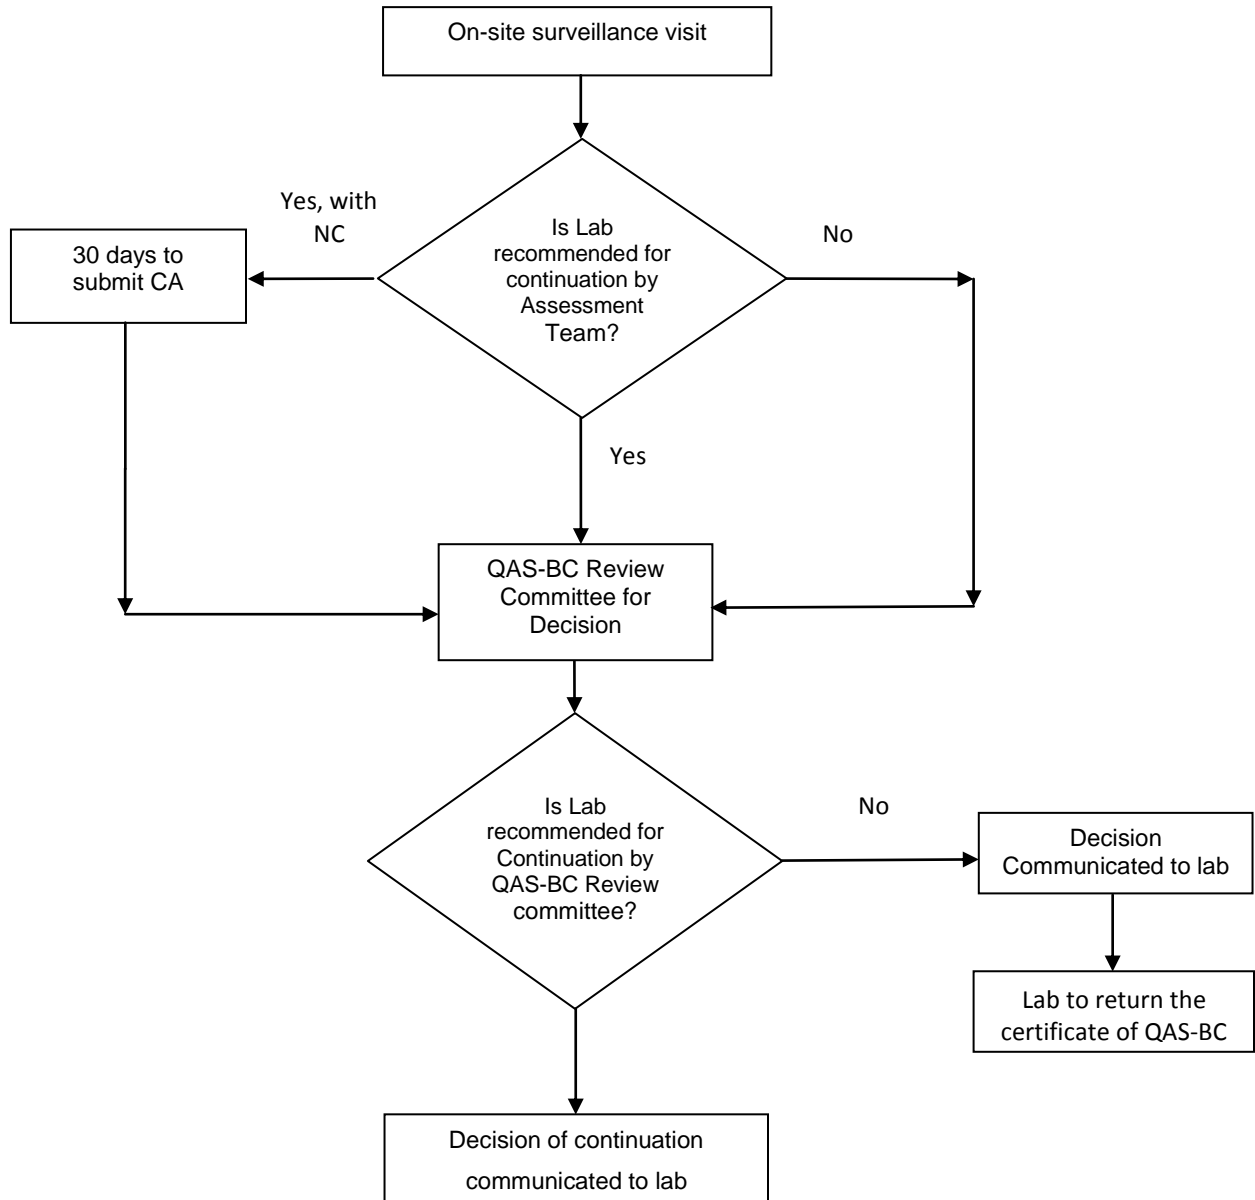 On-site surveillance visit
Yes, with
NC
Is Lab
recommended for
continuation by
Assessment
Team?
No
30 days to
submit CA
Yes
QAS-BC Review
Committee for
Decision
Is Lab
recommended for
Continuation by
QAS-BC Review
committee?
No
Decision
Communicated to lab
Lab to return the
certificate of QAS-BC
Decision of continuation
communicated to lab